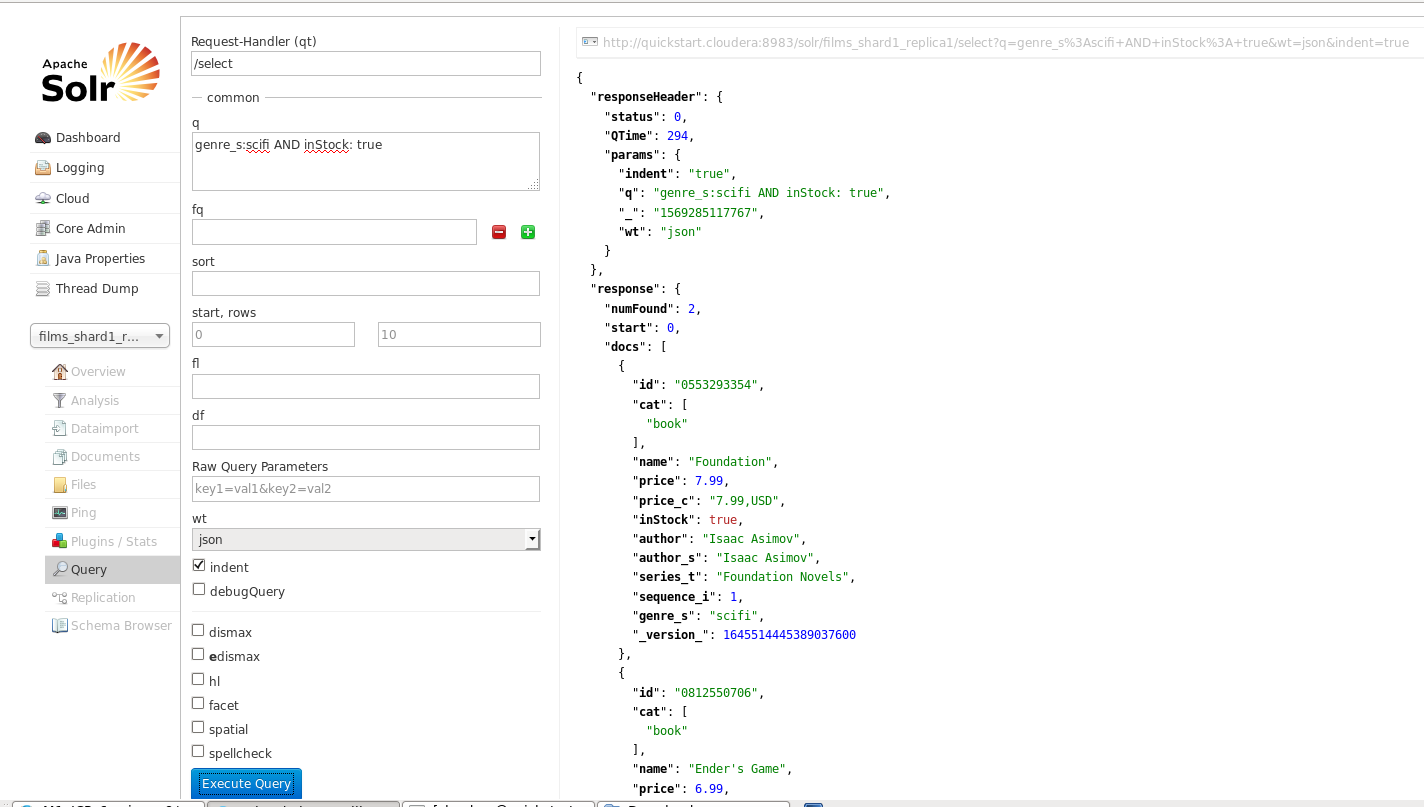 Apache
Solr
Dashboard
Logging
Cloud
Core Admin
Java Properties
Thread Dump
films_shard1_r...
Overview
Analysis
Dataimport
Documents
Files
Ping
Plugins / Stats
Query
Replication
Schema Browser
Request-Handler (qt)
/select
common
q
genre_s:scifi AND inStock: true
fq
sort
start, rows
0 10
fl
df
Raw Query Parameters
key1=val1&key2=val2
wt
json
indent
debugQuery
dismax
edismax
hl
facet
spatial
spellcheck
Execute Query
http://quickstart.cloudera:8983/solr/films_shard1_replica1/select?q=genre_s%3Ascifi+AND+inStock%3A+true&wt=json&indent=true
{
"responseHeader": {
"status": 0,
"QTime": 294,
"params": {
"indent": "true",
"q": "genre_s:scifi AND inStock: true",
"_": "1569285117767",
"wt": "json"
}
},
"response": {
"numFound": 2,
"start": 0,
"docs": [
{
"id": "0553293354",
"cat": [
"book"
],
"name": "Foundation",
"price": 7.99,
"price_c": "7.99,USD",
"inStock": true,
"author": "Isaac Asimov",
"author_s": "Isaac Asimov",
"series_t": "Foundation Novels",
"sequence_i": 1,
"genre_s": "scifi",
"_version_": 1645514445389037600
},
{
"id": "0812550706",
"cat": [
"book"
],
"name": "Ender's Game",
"price": 6.99,